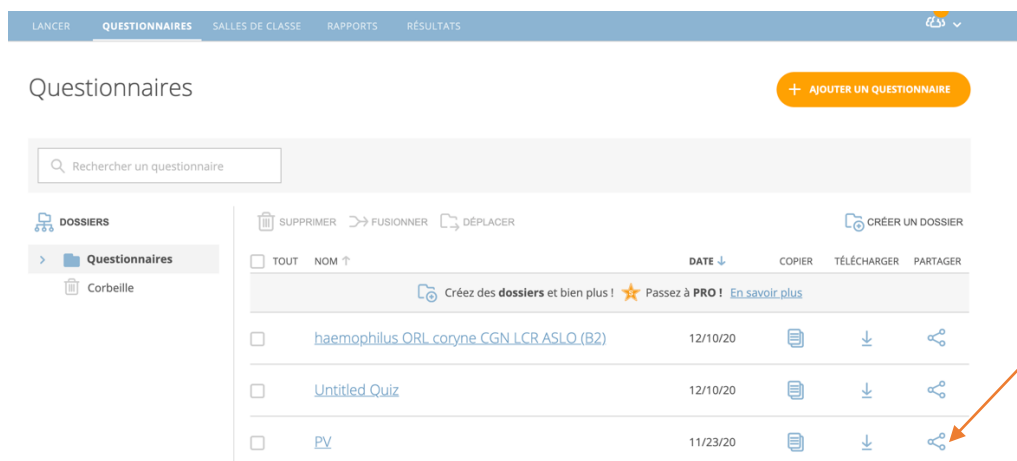 LANCER QUESTIONNAIRES SALLES DE CLASSE RAPPORTS RÉSULTATS
Questionnaires
+ AJOUTER UN QUESTIONNAIRE
Rechercher un questionnaire
DOSSIERS SUPPRIMER FUSIONNER DÉPLACER CRÉER UN DOSSIER
Questionnaires TOUT NOM ↑ DATE ↓ COPIER TÉLÉCHARGER PARTAGER
Corbeille Créez des dossiers et bien plus ! Passez à PRO ! En savoir plus
haemophilus ORL coryne CGN LCR ASLO (B2) 12/10/20
Untitled Quiz 12/10/20
PV 11/23/20